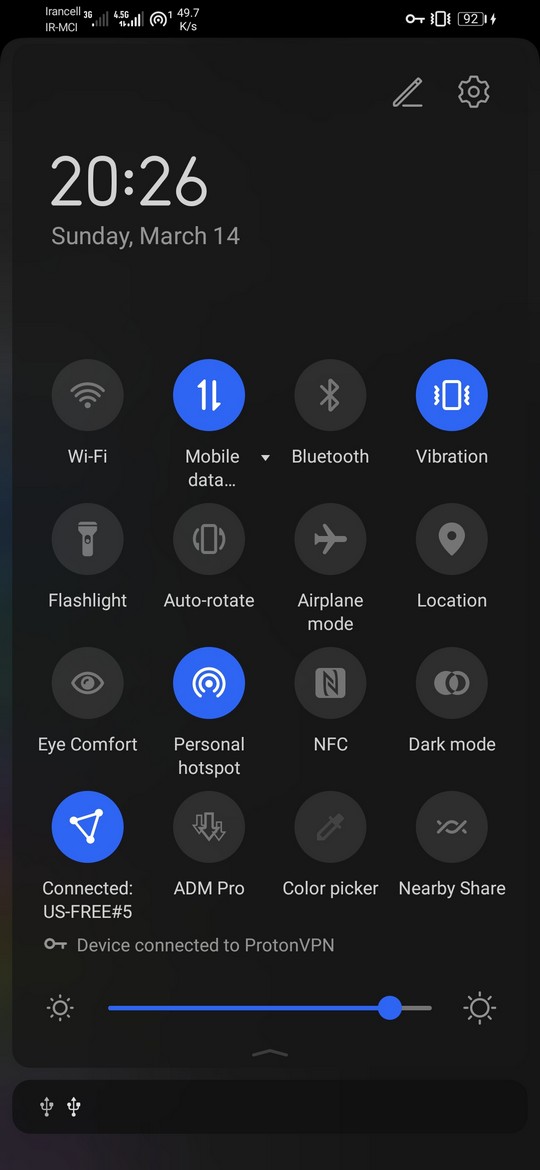 Irancell 3G 4.5G 1 49.7
IR-MCI K/s 92
20:26
Sunday, March 14
Wi-Fi
Mobile
data...
Bluetooth
Vibration
Flashlight
Auto-rotate
Airplane
mode
Location
Eye Comfort
Personal
hotspot
NFC
Dark mode
Connected:
US-FREE#5
ADM Pro
Color picker
Nearby Share
Device connected to ProtonVPN